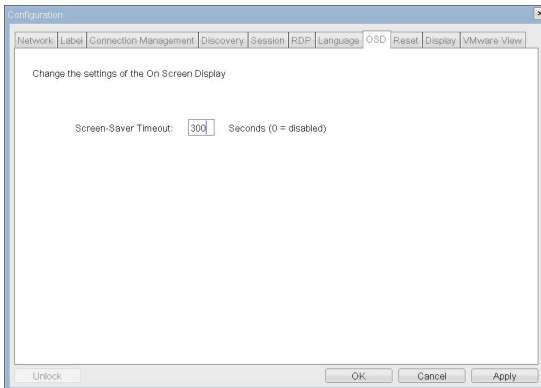 Configuration
Network Label Connection Management Discovery Session RDP Language OSD Reset Display VMware View
Change the settings of the On Screen Display
Screen-Saver Timeout: 300 Seconds (0 = disabled)
Unlock OK Cancel Apply